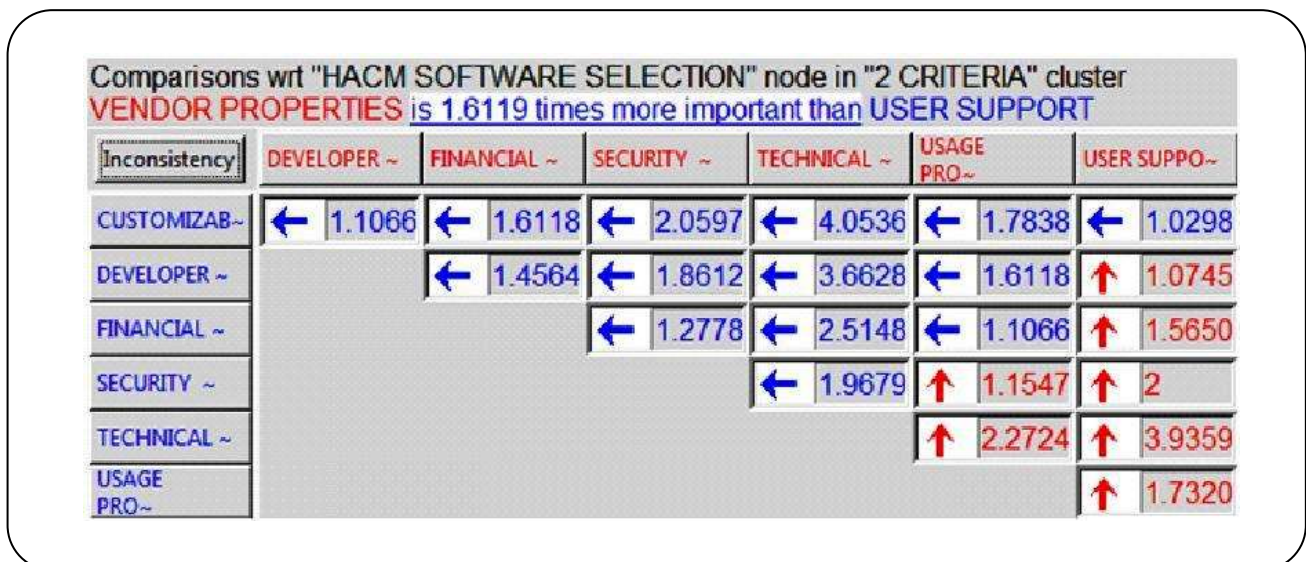 Comparisons wrt "HACM SOFTWARE SELECTION" node in "2 CRITERIA" cluster
VENDOR PROPERTIES is 1.6119 times more important than USER SUPPORT
Inconsistency DEVELOPER ~ FINANCIAL ~ SECURITY ~ TECHNICAL ~ USAGE PRO~ USER SUPPO~
CUSTOMIZAB~ 1.1066 1.6118 2.0597 4.0536 1.7838 1.0298
DEVELOPER ~ 1.4564 1.8612 3.6628 1.6118 1.0745
FINANCIAL ~ 1.2778 2.5148 1.1066 1.5650
SECURITY ~ 1.9679 1.1547 2
TECHNICAL ~ 2.2724 3.9359
USAGE PRO~ 1.7320